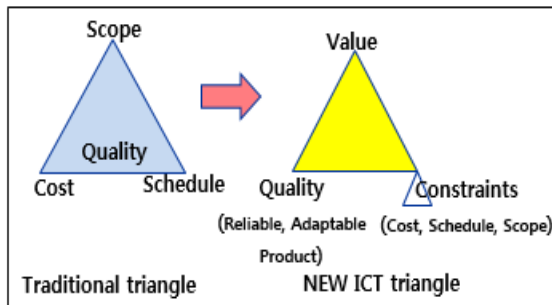 Scope
Quality
Cost
Schedule
Traditional triangle
Value
Quality
(Reliable, Adaptable
Product)
Constraints
(Cost, Schedule, Scope)
NEW ICT triangle